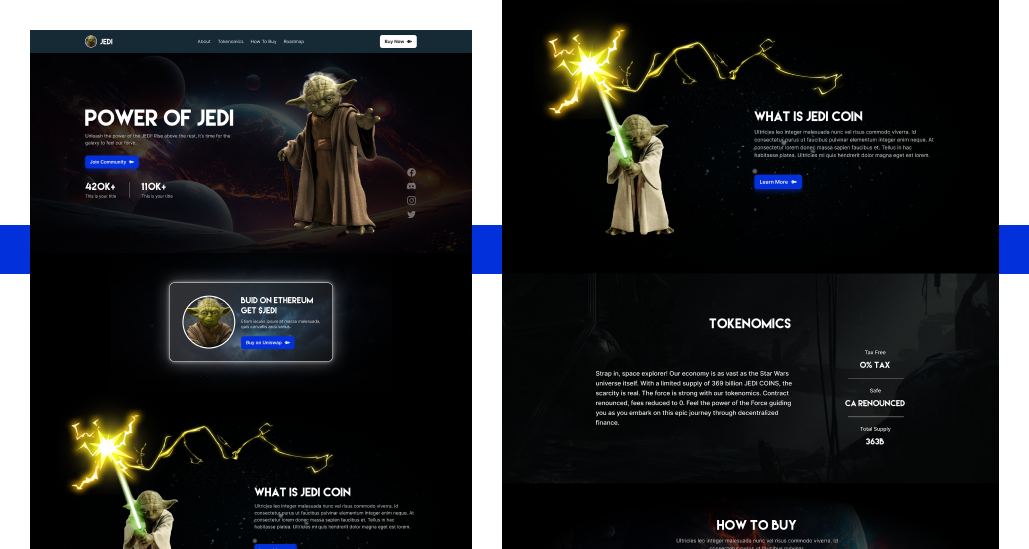 JEDI
About Tokenomics How To Buy Roadmap
Buy Now
POWER OF JEDI
Unleash the power of the JEDI! Rise above the rest, it's time for the
galaxy to feel our force.
Join Community
420K+ 110K+
This is your title This is your title
BUID ON ETHEREUM
GET $JEDI
Etiam iaculis ipsum at massa malesuada,
quis convallis arcu varius.
Buy on Uniswap
WHAT IS JEDI COIN
Ultricies leo integer malesuada nunc vel risus commodo viverra. Id
consectetur purus ut faucibus pulvinar elementum integer enim neque. At
consectetur lorem donec massa sapien faucibus et. Tellus in hac
habitasse platea. Ultricies mi quis hendrerit dolor magna eget est lorem.
WHAT IS JEDI COIN
Ultricies leo integer malesuada nunc vel risus commodo viverra. Id
consectetur purus ut faucibus pulvinar elementum integer enim neque. At
consectetur lorem donec massa sapien faucibus et. Tellus in hac
habitasse platea. Ultricies mi quis hendrerit dolor magna eget est lorem.
Learn More
TOKENOMICS
Strap in, space explorer! Our economy is as vast as the Star Wars
universe itself. With a limited supply of 369 billion JEDI COINS, the
scarcity is real. The force is strong with our tokenomics. Contract
renounced, fees reduced to 0. Feel the power of the Force guiding
you as you embark on this epic journey through decentralized
finance.
Tax Free
0% TAX
Safe
CA RENOUNCED
Total Supply
363B
HOW TO BUY
Ultricies leo integer malesuada nunc vel risus commodo viverra. Id